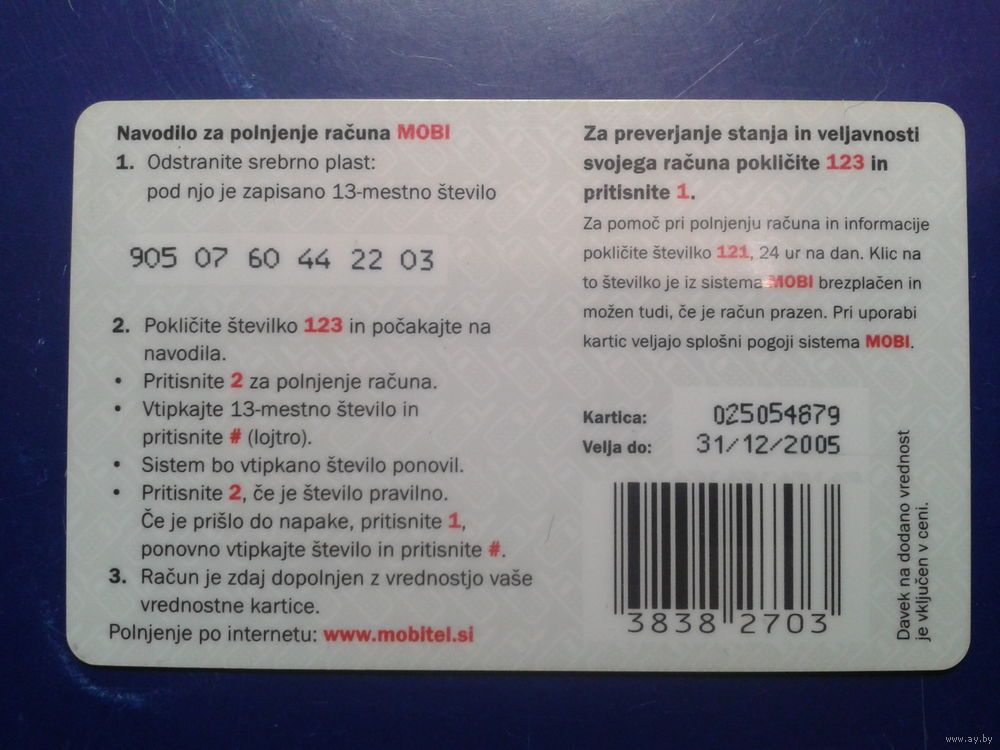 Navodilo za polnjenje računa MOBI
1. Odstranite srebrno plast:
pod njo je zapisano 13-mestno število
905 07 60 44 22 03
2. Pokličite številko 123 in počakajte na
navodila.
• Pritisnite 2 za polnjenje računa.
• Vtipkajte 13-mestno število in
pritisnite # (lojtro).
• Sistem bo vtipkano število ponovil.
• Pritisnite 2, če je število pravilno.
Če je prišlo do napake, pritisnite 1,
ponovno vtipkajte število in pritisnite #.
3. Račun je zdaj dopolnjen z vrednostjo vaše
vrednostne kartice.
Polnjenje po internetu: www.mobitel.si
Za preverjanje stanja in veljavnosti
svojega računa pokličite 123 in
pritisnite 1.
Za pomoč pri polnjenju računa in informacije
pokličite številko 121, 24 ur na dan. Klic na
to številko je iz sistema MOBI brezplačen in
možen tudi, če je račun prazen. Pri uporabi
kartic veljajo splošni pogoji sistema MOBI.
Kartica: 025054879
Velja do: 31/12/2005
3838 2703
Davek na dodano vrednost
je vključen v ceni.
www.ay.by